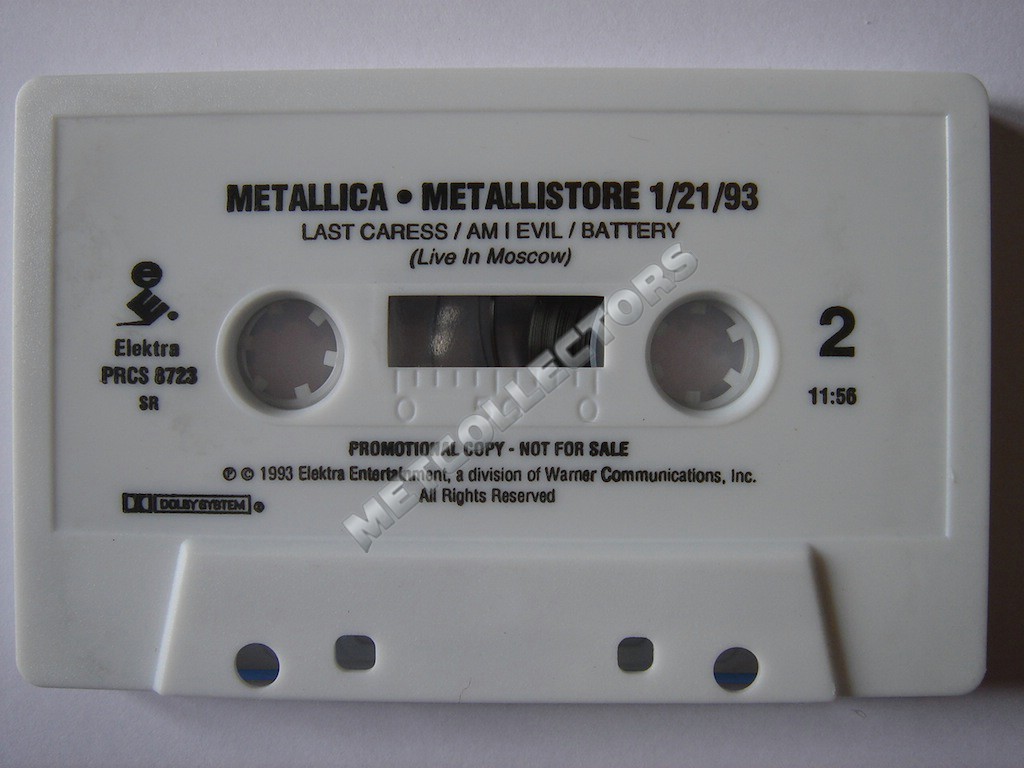 METALLICA • METALLISTORE 1/21/93
LAST CARESS / AM I EVIL / BATTERY
(Live In Moscow)
e
Elektra
PRCS 8723
SR
2
11:56
0 0
PROMOTIONAL COPY - NOT FOR SALE
℗ © 1993 Elektra Entertainment, a division of Warner Communications, Inc.
All Rights Reserved
DOLBY SYSTEM ®
METCOLLECTORS